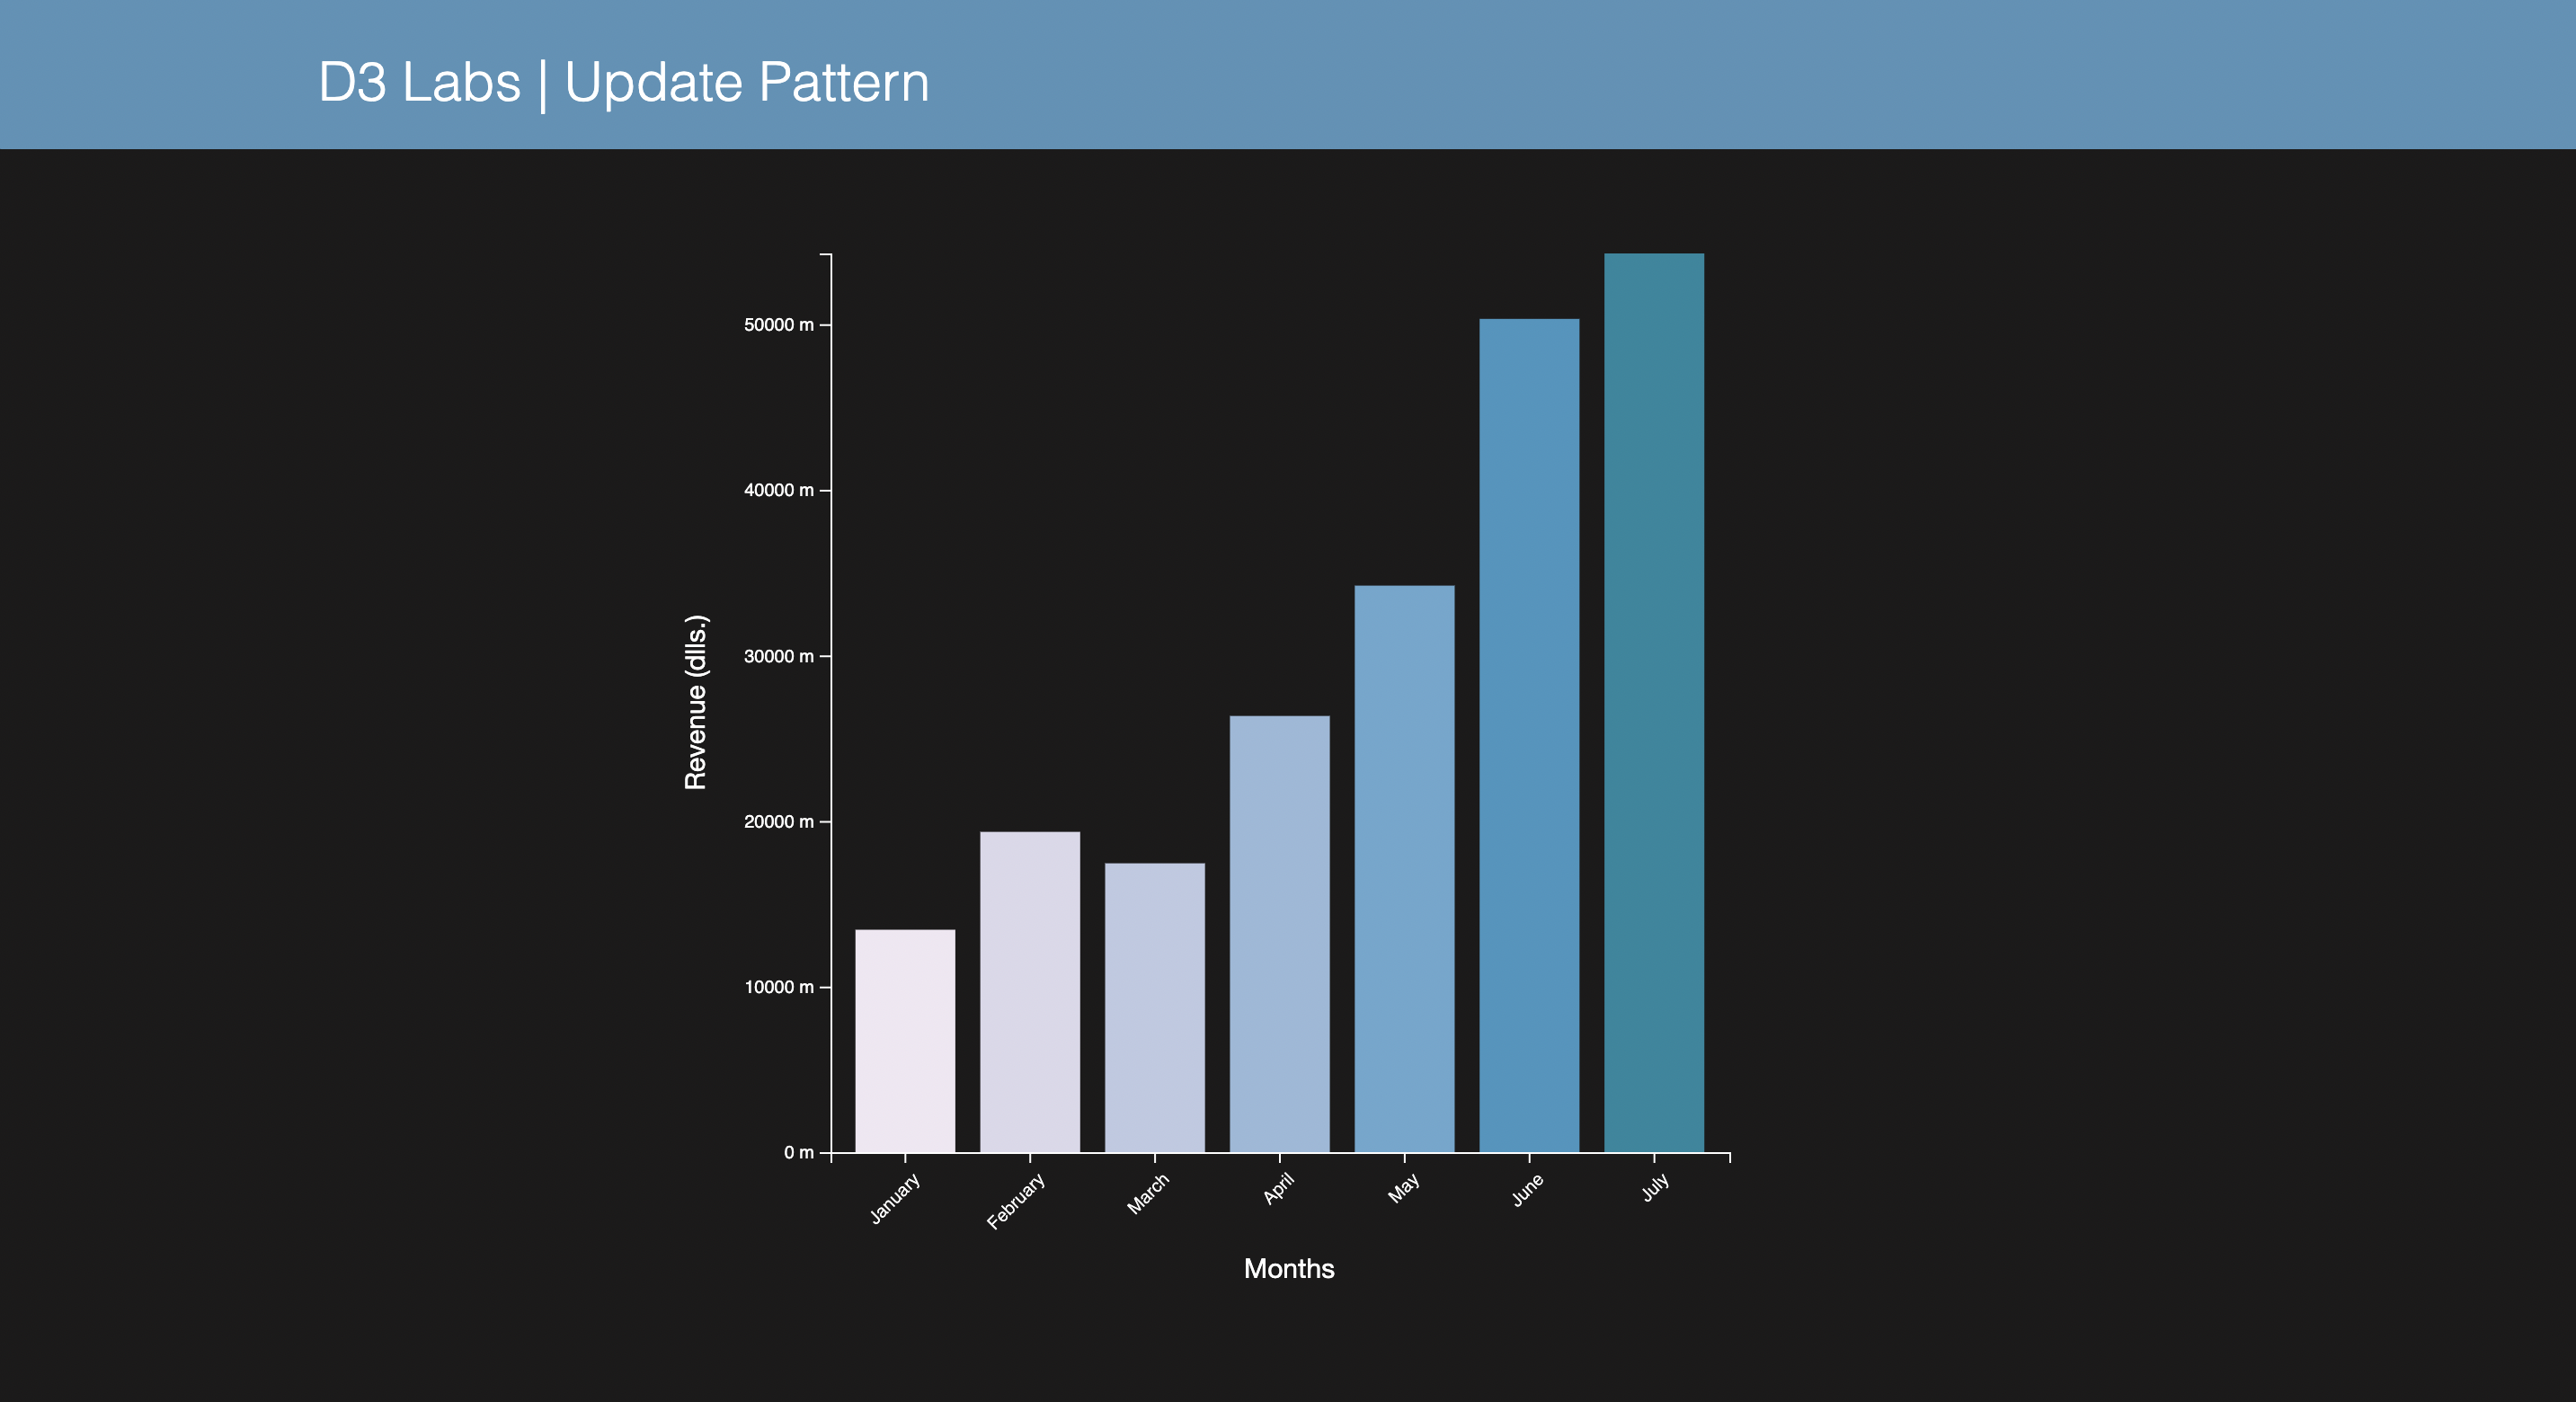 D3 Labs | Update Pattern
50000 m
40000 m
30000 m
20000 m
10000 m
0 m
Revenue (dlls.)
January
February
March
April
May
June
July
Months